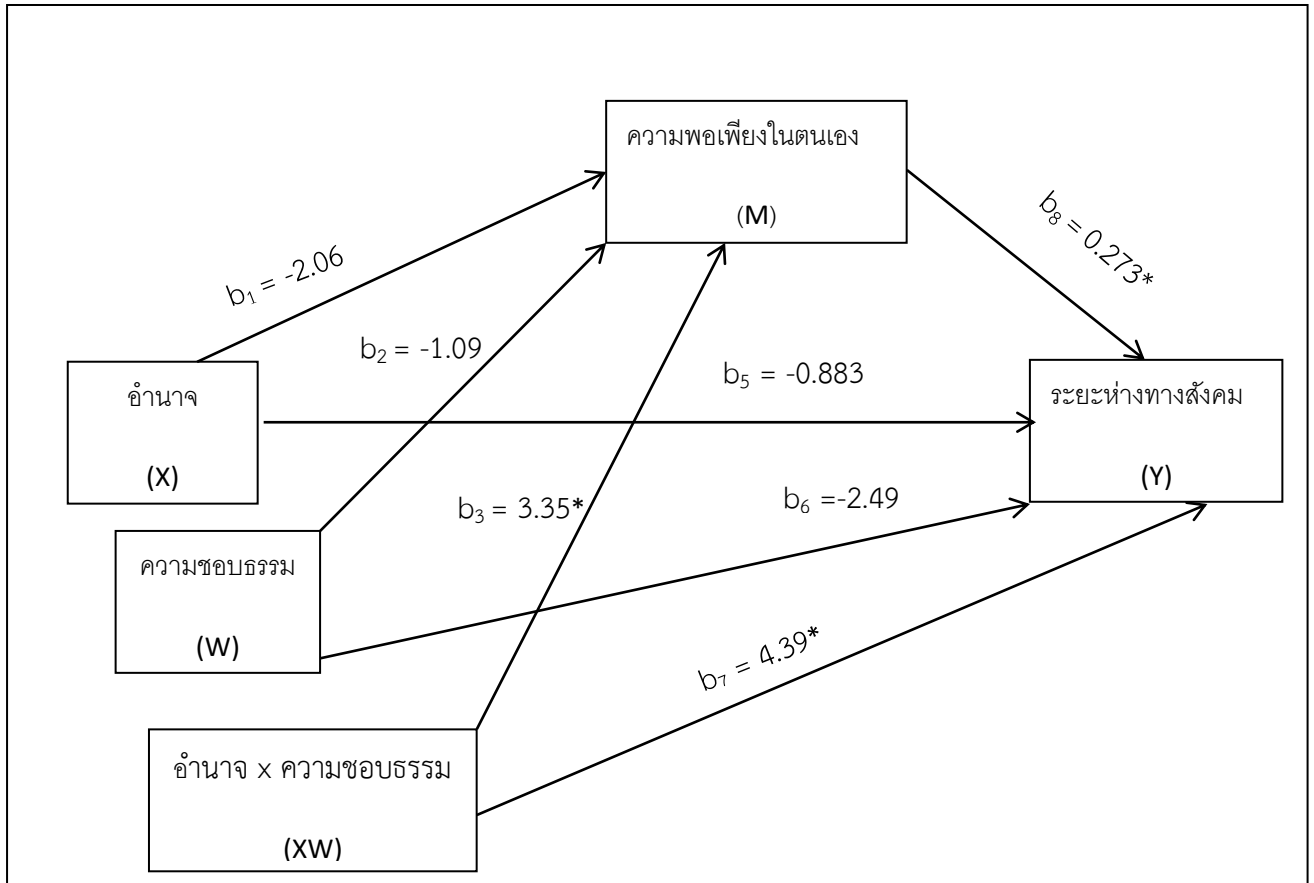 ความพอเพียงในตนเอง
(M)
b₈ = 0.273*
b₁ = -2.06
b₂ = -1.09
b₅ = -0.883
อำนาจ
(X)
ระยะห่างทางสังคม
(Y)
b₃ = 3.35*
b₆ =-2.49
ความชอบธรรม
(W)
b₇ = 4.39*
อำนาจ x ความชอบธรรม
(XW)